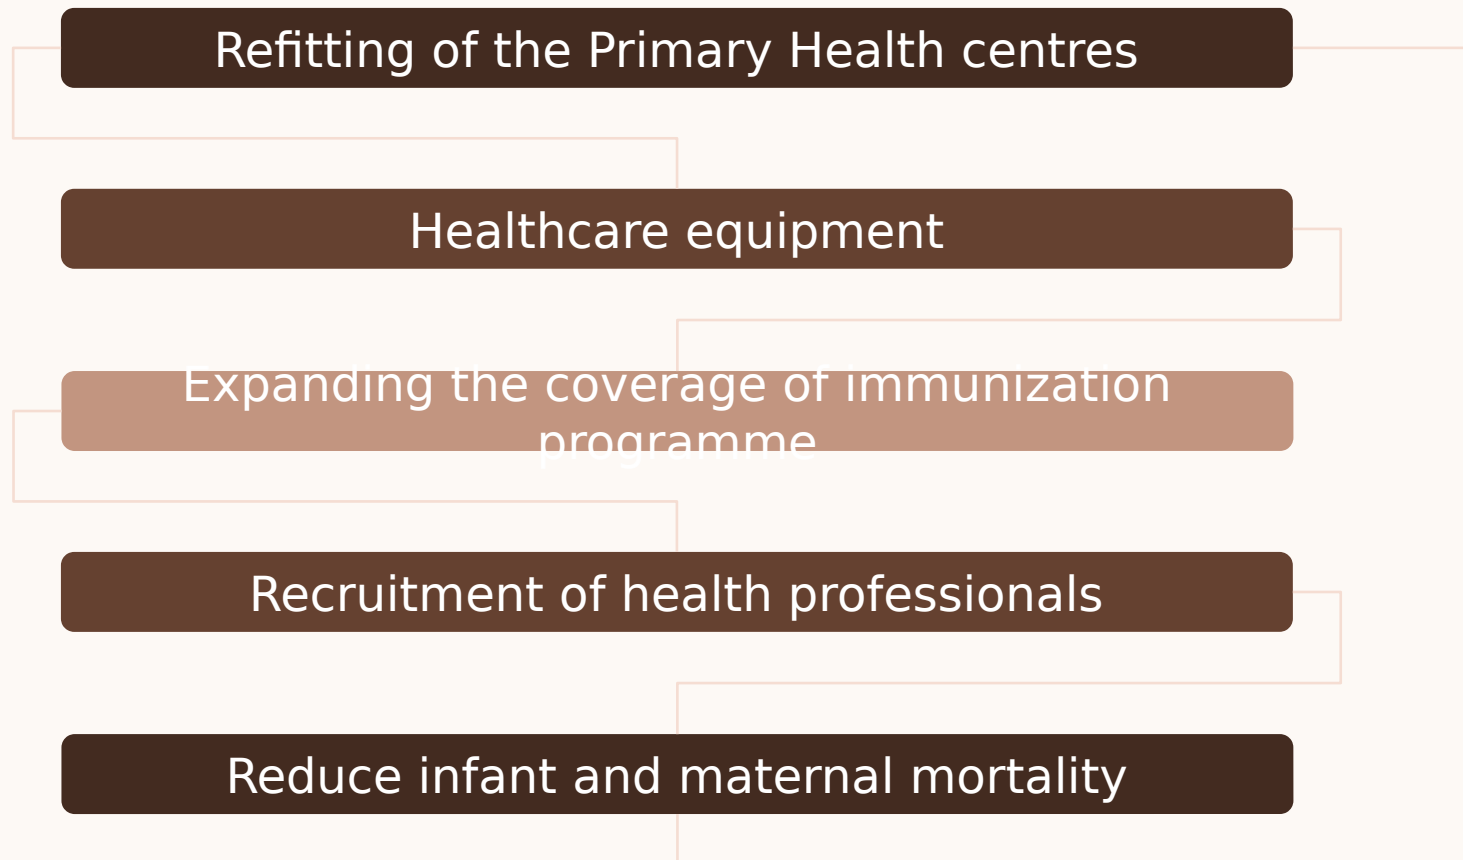 Refitting of the Primary Health centres
Healthcare equipment
Expanding the coverage of immunization
programme
Recruitment of health professionals
Reduce infant and maternal mortality